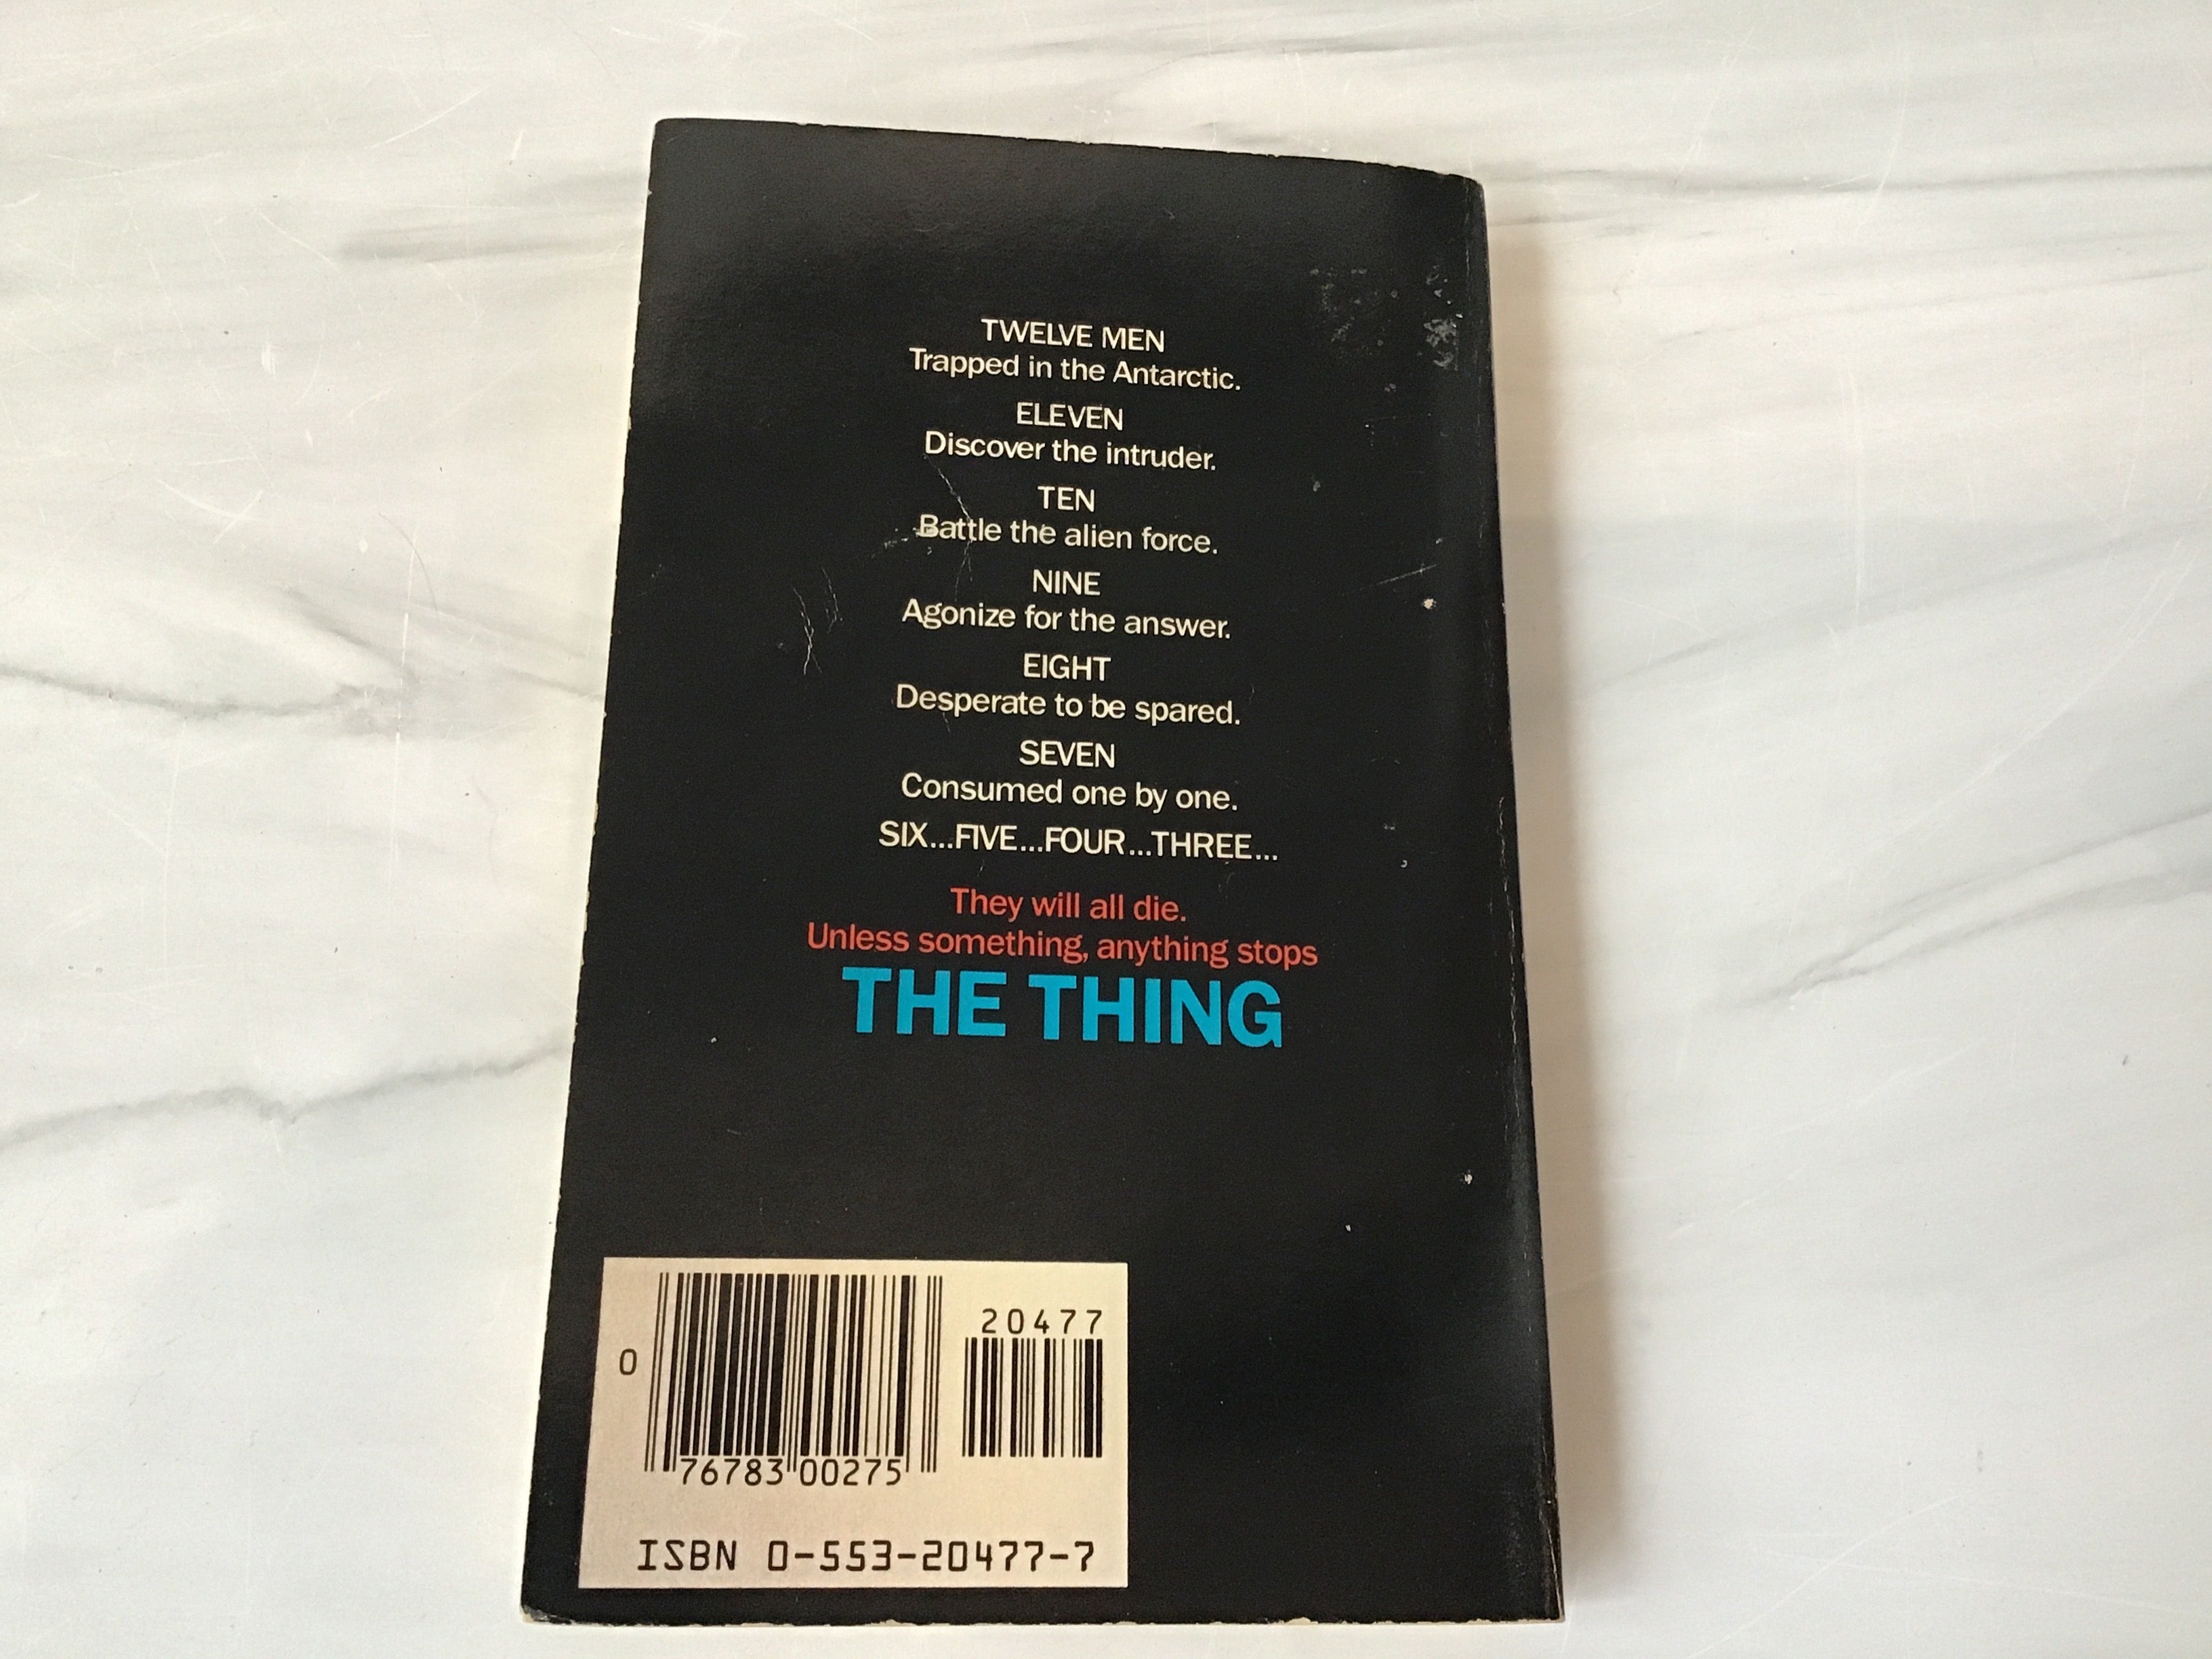 TWELVE MEN
Trapped in the Antarctic.
ELEVEN
Discover the intruder.
TEN
Battle the alien force.
NINE
Agonize for the answer.
EIGHT
Desperate to be spared.
SEVEN
Consumed one by one.
SIX...FIVE...FOUR...THREE...
They will all die.
Unless something, anything stops
THE THING
20477
0
76783 00275
ISBN 0-553-20477-7